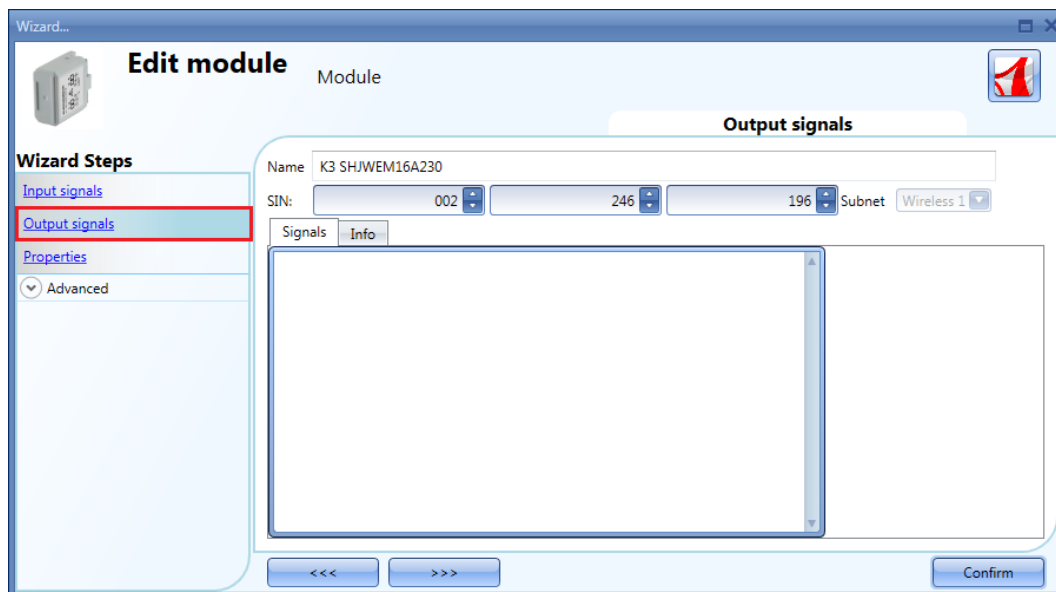 Wizard...
Edit module
Module
Output signals
Wizard Steps
Input signals
Output signals
Properties
Advanced
Name K3 SHJWEM16A230
SIN: 002 246 196 Subnet Wireless 1
Signals Info
<<< >>> Confirm